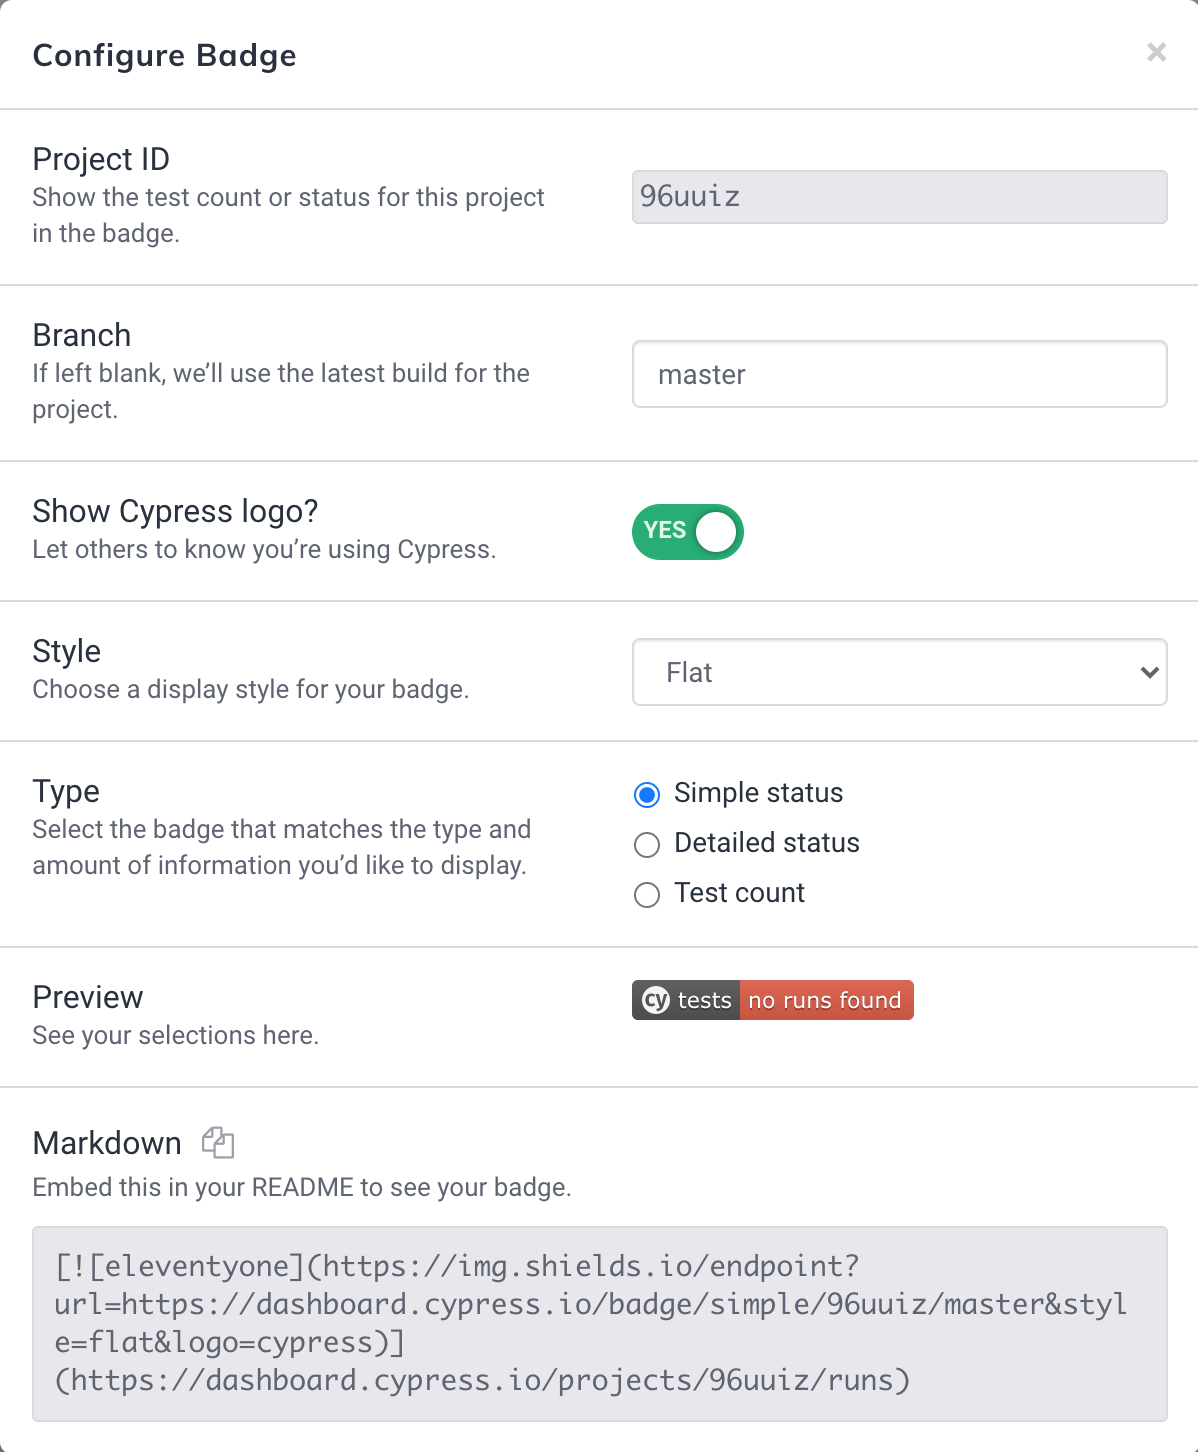 Configure Badge
Project ID
Show the test count or status for this project
in the badge.
96uuiz
Branch
If left blank, we’ll use the latest build for the
project.
master
Show Cypress logo?
Let others to know you’re using Cypress.
YES
Style
Choose a display style for your badge.
Flat
Type
Select the badge that matches the type and
amount of information you’d like to display.
Simple status
Detailed status
Test count
Preview
See your selections here.
cy tests no runs found
Markdown
Embed this in your README to see your badge.
[![eleventyone](https://img.shields.io/endpoint?
url=https://dashboard.cypress.io/badge/simple/96uuiz/master&styl
e=flat&logo=cypress)]
(https://dashboard.cypress.io/projects/96uuiz/runs)